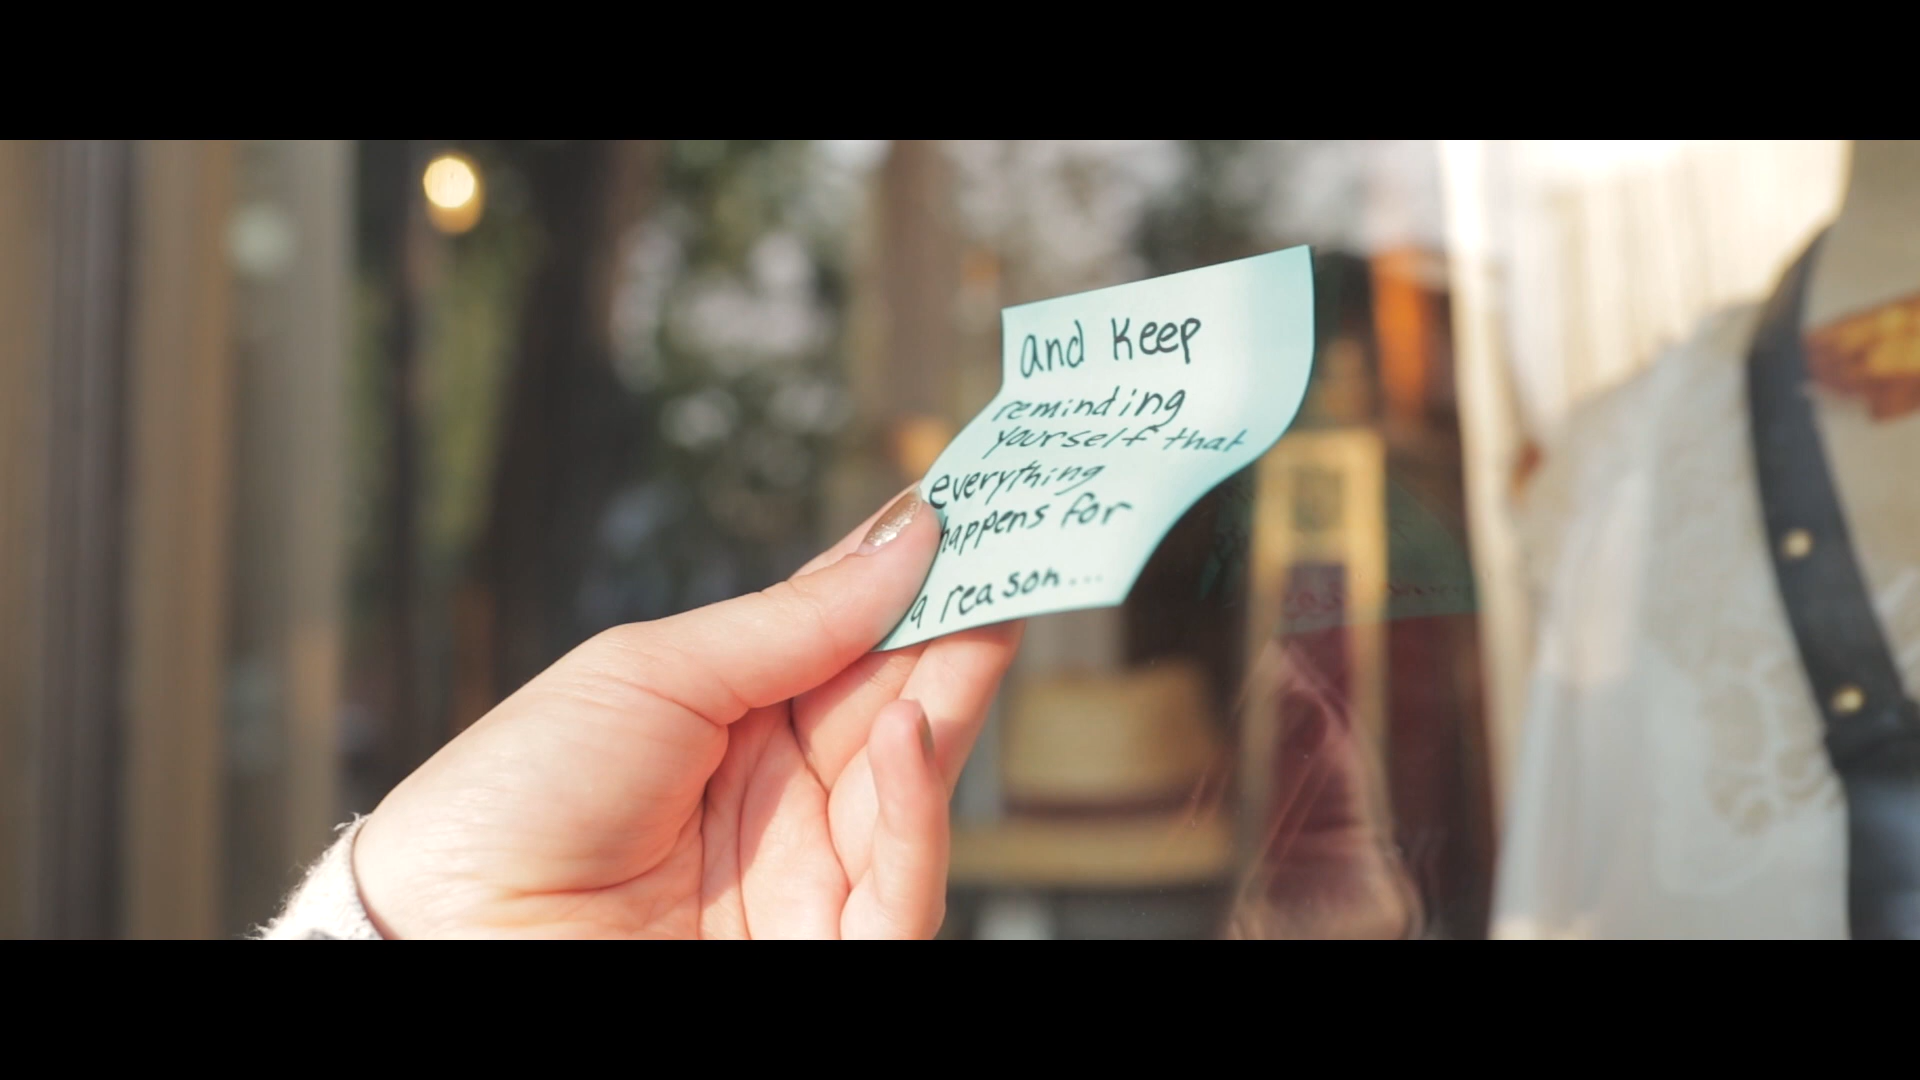 and keep
reminding
yourself that
everything
happens for
a reason...